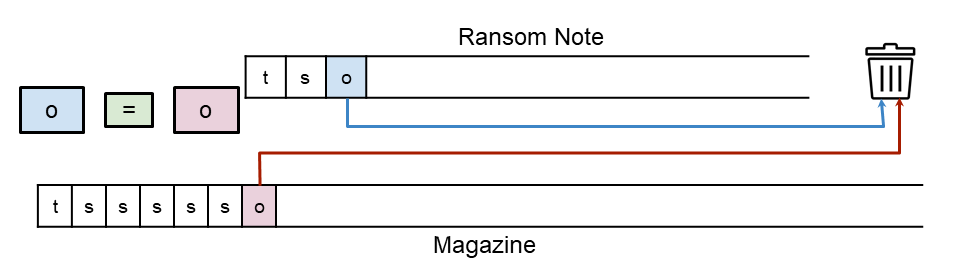 Ransom Note
t s o
o = o
t s s s s s o
Magazine